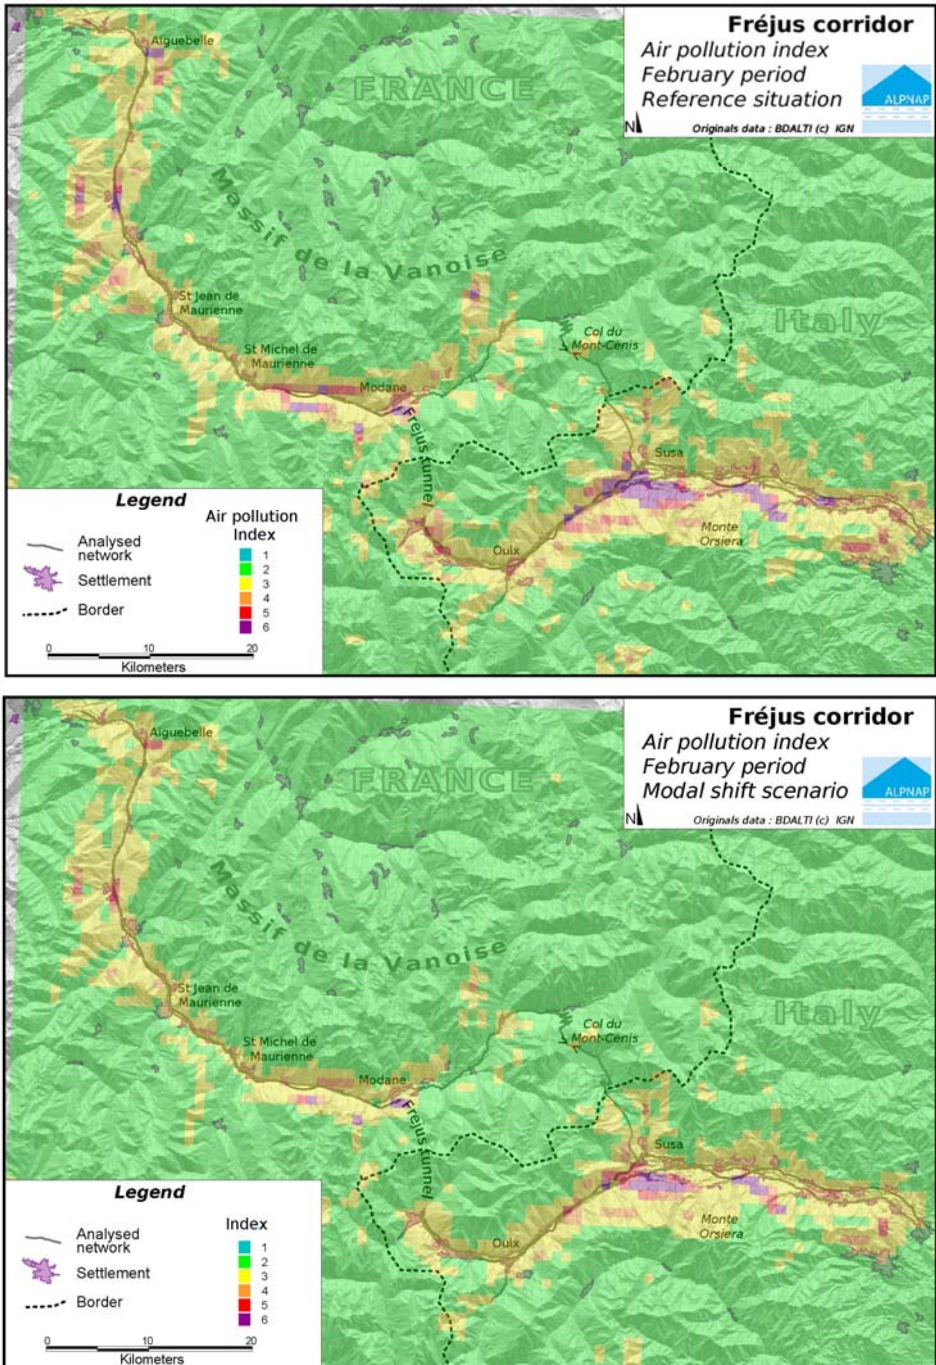 Fréjus corridor
Air pollution index
February period
Reference situation
ALPNAP
N
Originals data : BDALTI (c) IGN
Aiguebelle
FRANCE
Massif de la Vanoise
Italy
St Jean de
Maurienne
Col du
Mont-Cenis
St Michel de
Maurienne
Modane
Frejus tunnel
Susa
Monte
Orsiera
Oulx
Legend
Air pollution
Index
Analysed
network
Settlement
Border
1
2
3
4
5
6
0 10 20
Kilometers
Fréjus corridor
Air pollution index
February period
Modal shift scenario
ALPNAP
N
Originals data : BDALTI (c) IGN
Aiguebelle
FRANCE
Massif de la Vanoise
Italy
St Jean de
Maurienne
Col du
Mont-Cenis
St Michel de
Maurienne
Modane
Frejus tunnel
Susa
Monte
Orsiera
Oulx
Legend
Index
Analysed
network
Settlement
Border
1
2
3
4
5
6
0 10 20
Kilometers